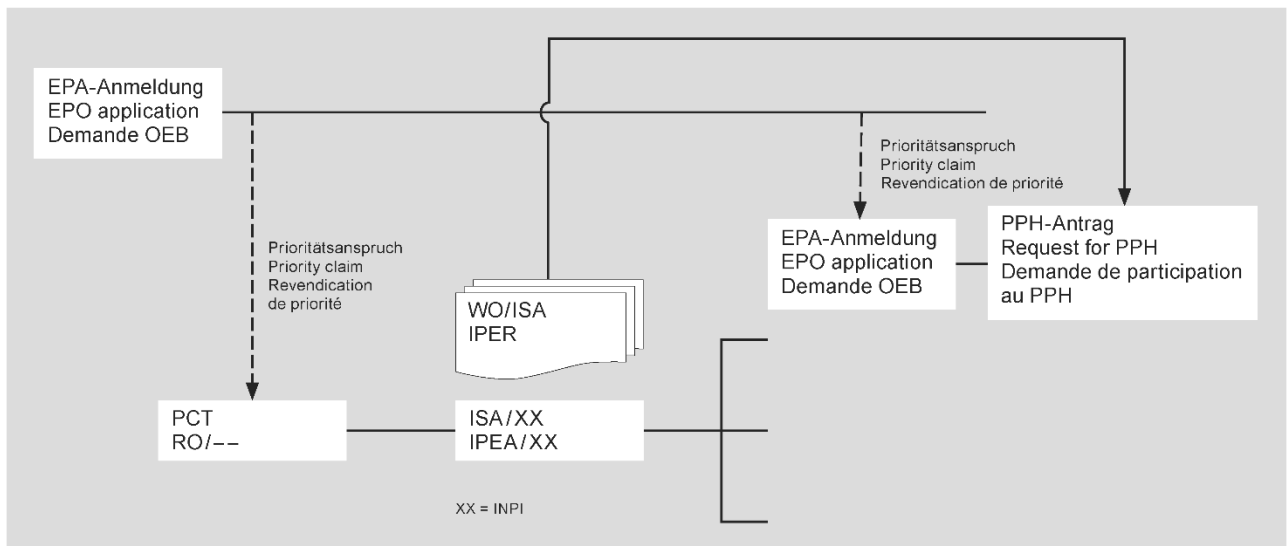 EPA-Anmeldung
EPO application
Demande OEB
Prioritätsanspruch
Priority claim
Revendication de priorité
EPA-Anmeldung
EPO application
Demande OEB
PPH-Antrag
Request for PPH
Demande de participation
au PPH
Prioritätsanspruch
Priority claim
Revendication
de priorité
WO/ISA
IPER
PCT
RO/––
ISA/XX
IPEA/XX
XX = INPI